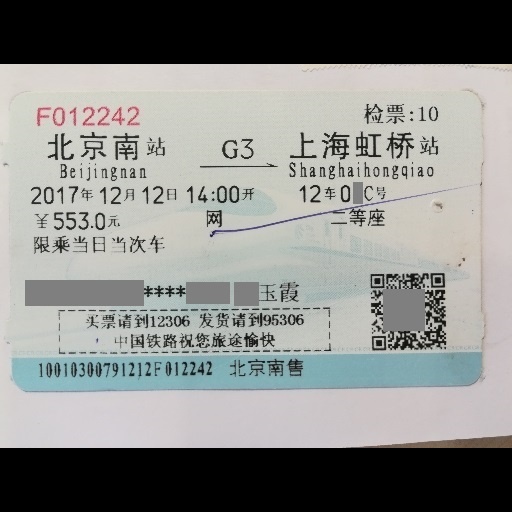 F012242 检票:10
北京南站 G3 上海虹桥站
Beijingnan Shanghaihongqiao
2017年12月12日14:00开 12车0C号
￥553.0元 网 二等座
限乘当日当次车
**** 玉霞
买票请到12306 发货请到95306
中国铁路祝您旅途愉快
10010300791212F012242 北京南售